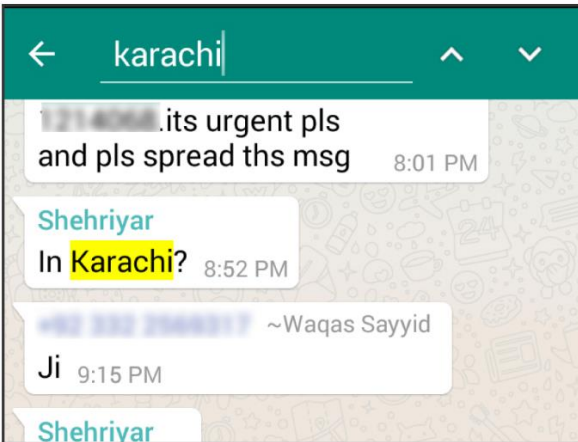 karachi
.its urgent pls
and pls spread ths msg 8:01 PM
Shehriyar
In Karachi? 8:52 PM
~Waqas Sayyid
Ji 9:15 PM
Shehriyar